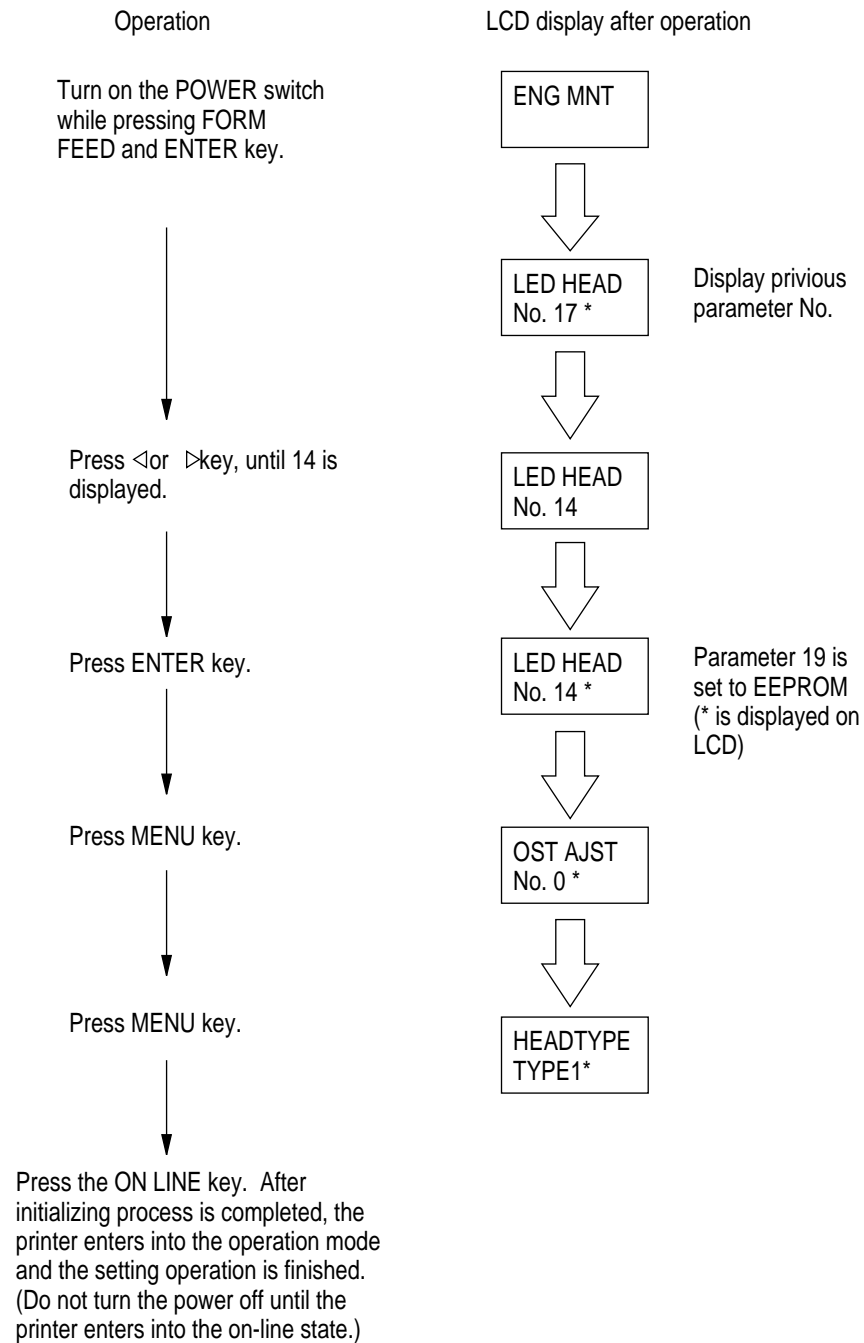 Operation
LCD display after operation
Turn on the POWER switch
while pressing FORM
FEED and ENTER key.
ENG MNT
LED HEAD
No. 17 *
Display privious
parameter No.
Press ◁or ▷key, until 14 is
displayed.
LED HEAD
No. 14
Press ENTER key.
LED HEAD
No. 14 *
Parameter 19 is
set to EEPROM
(* is displayed on
LCD)
Press MENU key.
OST AJST
No. 0 *
Press MENU key.
HEADTYPE
TYPE1*
Press the ON LINE key. After
initializing process is completed, the
printer enters into the operation mode
and the setting operation is finished.
(Do not turn the power off until the
printer enters into the on-line state.)